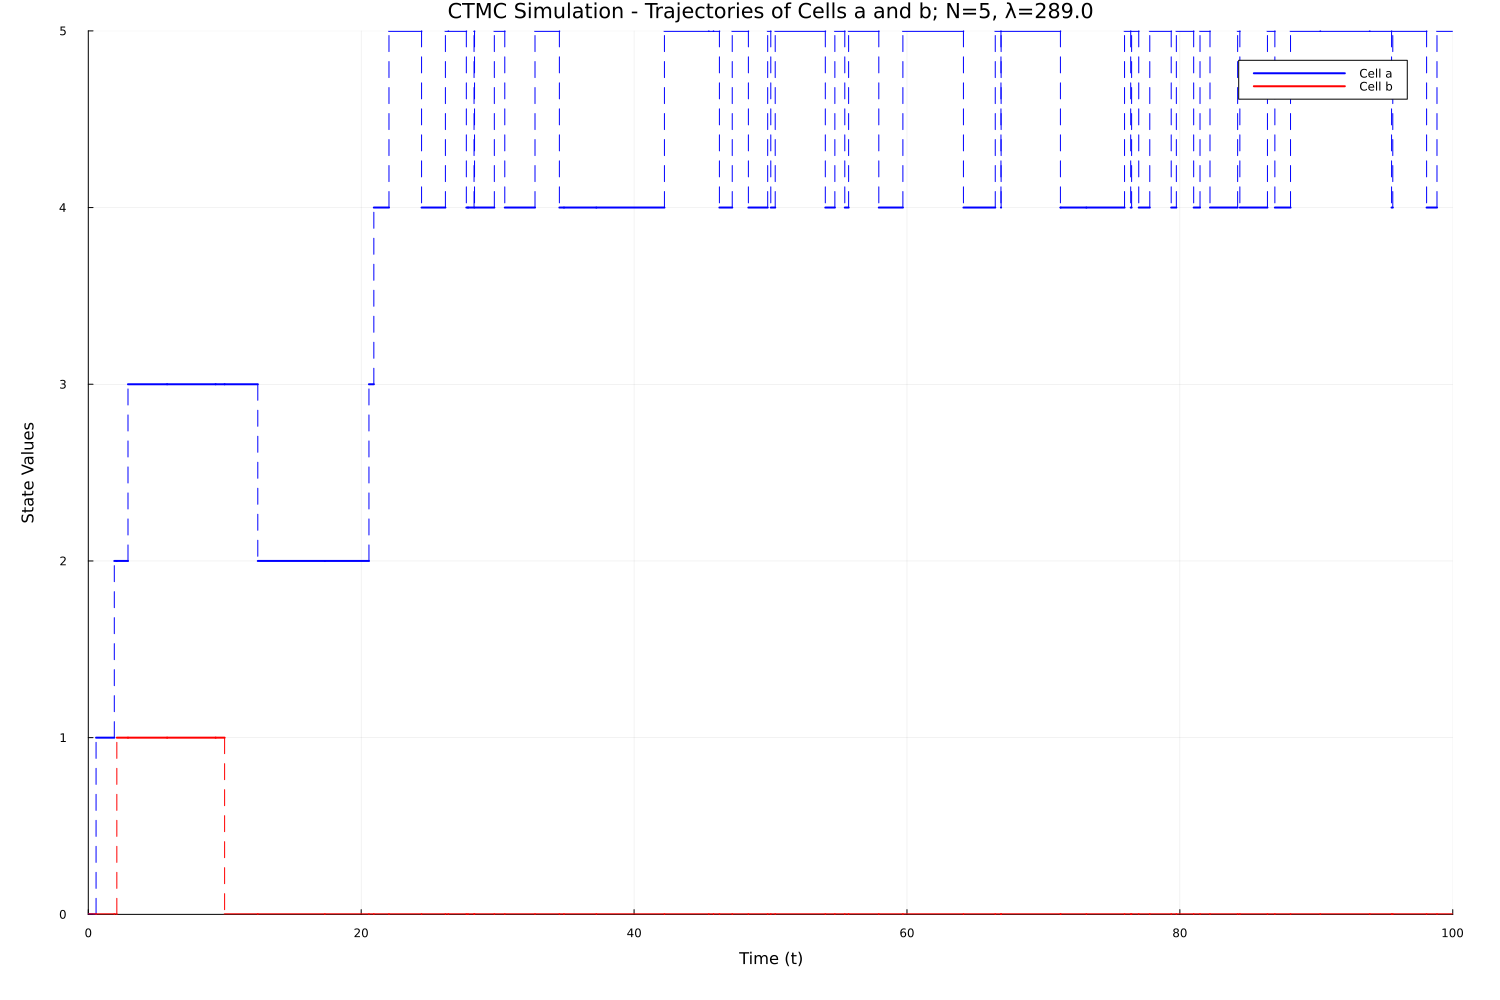 CTMC Simulation - Trajectories of Cells a and b; N=5, λ=289.0
5
Cell a
Cell b
4
3
State Values
2
1
0
0 20 40 60 80 100
Time (t)